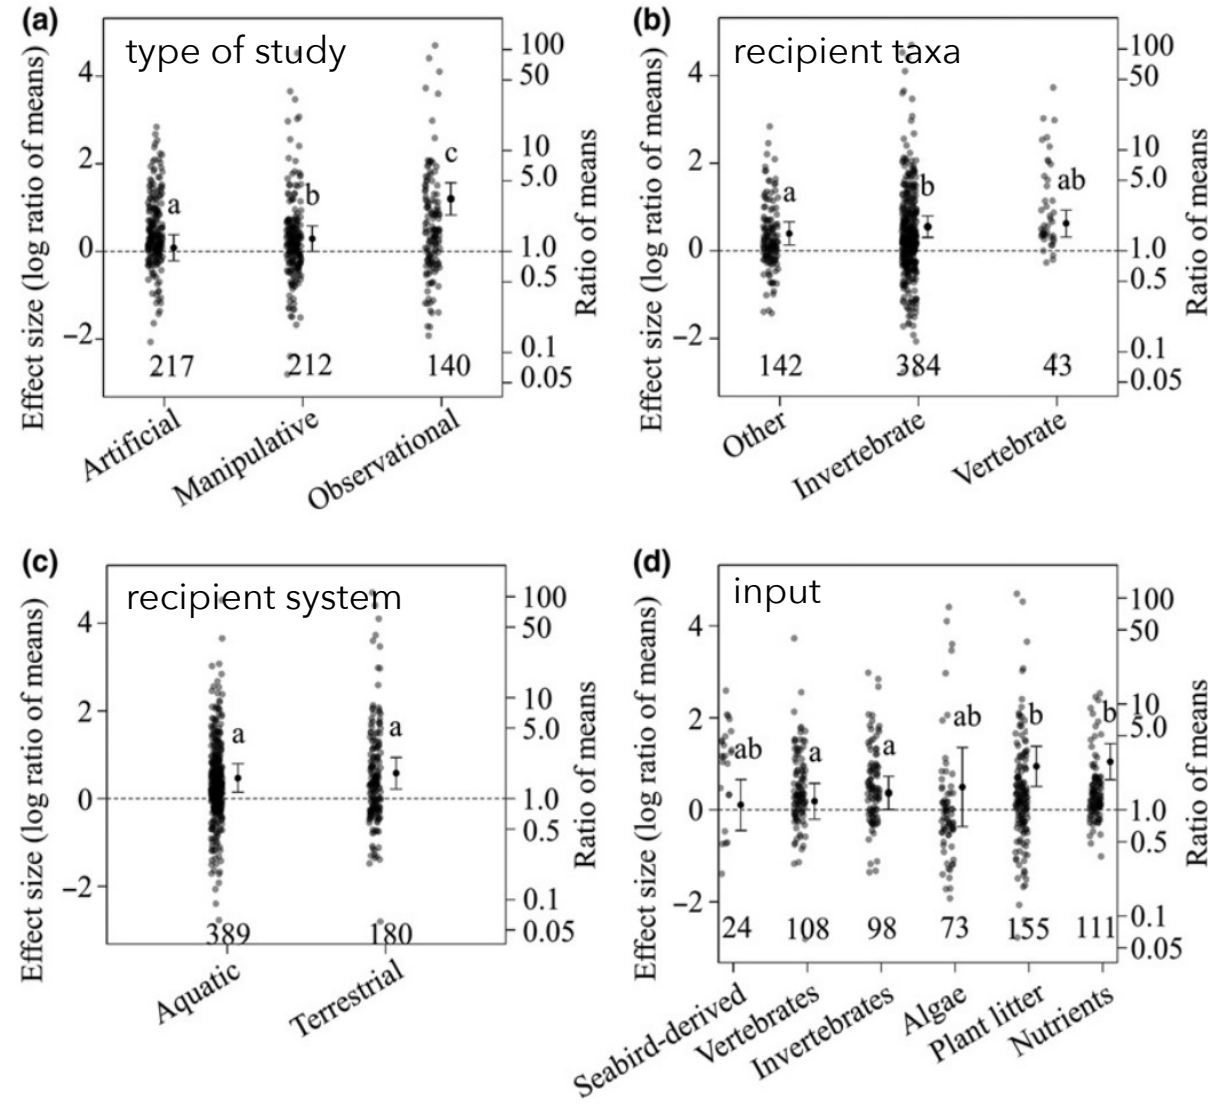 (a)
type of study
Effect size (log ratio of means)
4
2
0
−2
100
50
10
5.0
1.0
0.5
0.1
0.05
Ratio of means
a
b
c
217
212
140
Artificial
Manipulative
Observational
(b)
recipient taxa
Effect size (log ratio of means)
4
2
0
−2
100
50
10
5.0
1.0
0.5
0.1
0.05
Ratio of means
a
b
ab
142
384
43
Other
Invertebrate
Vertebrate
(c)
recipient system
Effect size (log ratio of means)
4
2
0
−2
100
50
10
5.0
1.0
0.5
0.1
0.05
Ratio of means
a
a
389
180
Aquatic
Terrestrial
(d)
input
Effect size (log ratio of means)
4
2
0
−2
100
50
10
5.0
1.0
0.5
0.1
0.05
Ratio of means
ab
a
a
ab
b
b
24
108
98
73
155
111
Seabird-derived
Vertebrates
Invertebrates
Algae
Plant litter
Nutrients